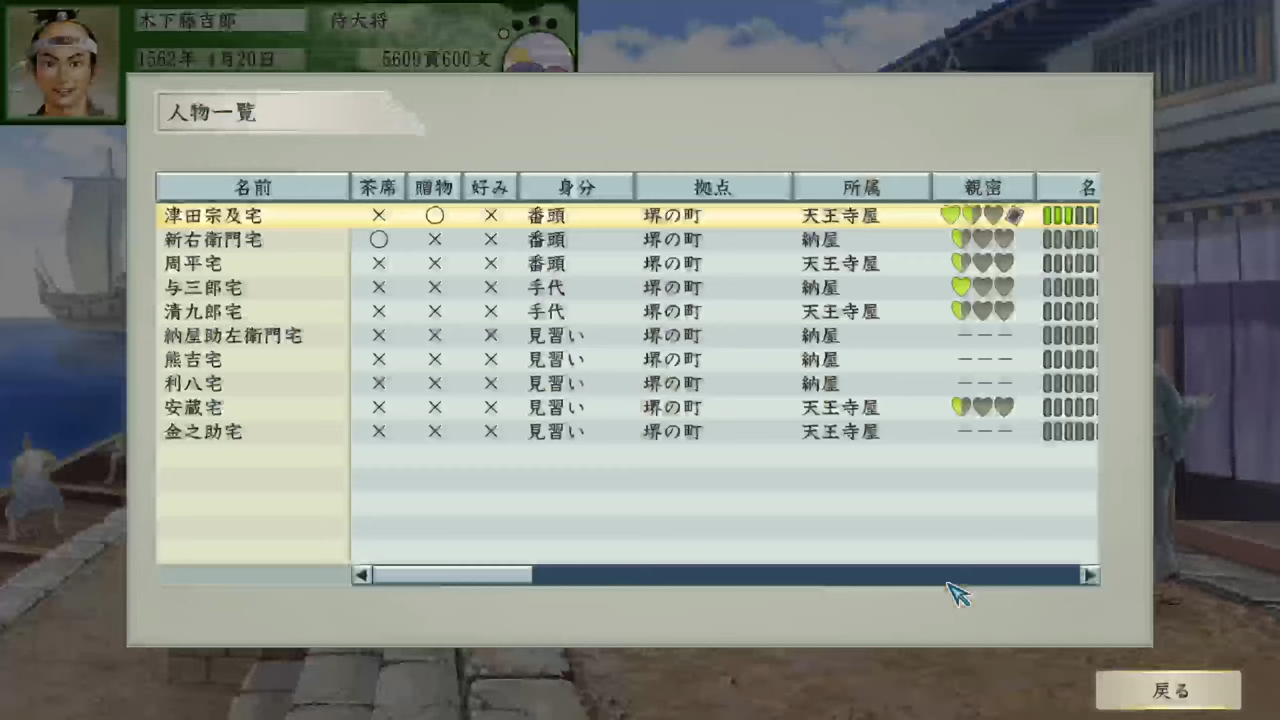 木下藤吉郎 侍大将
1562年 4月20日 5609貫600文
人物一覧
名前 茶席 贈物 好み 身分 拠点 所属 親密 名
津田宗及宅 × ○ × 番頭 堺の町 天王寺屋
新右衛門宅 ○ × × 番頭 堺の町 納屋
周平宅 × × × 番頭 堺の町 天王寺屋
与三郎宅 × × × 手代 堺の町 納屋
清九郎宅 × × × 手代 堺の町 天王寺屋
納屋助左衛門宅 × × × 見習い 堺の町 納屋 －－－
熊吉宅 × × × 見習い 堺の町 納屋 －－－
利八宅 × × × 見習い 堺の町 納屋 －－－
安蔵宅 × × × 見習い 堺の町 天王寺屋
金之助宅 × × × 見習い 堺の町 天王寺屋 －－－
戻る